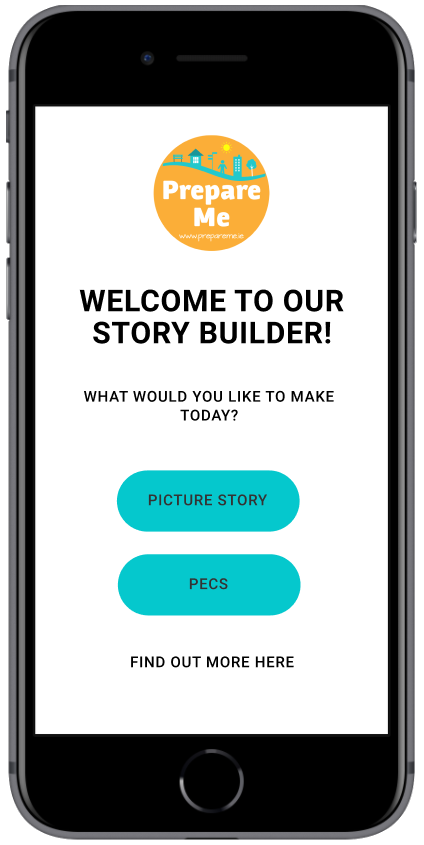 Prepare
Me
www.prepareme.ie
WELCOME TO OUR
STORY BUILDER!
WHAT WOULD YOU LIKE TO MAKE
TODAY?
PICTURE STORY
PECS
FIND OUT MORE HERE